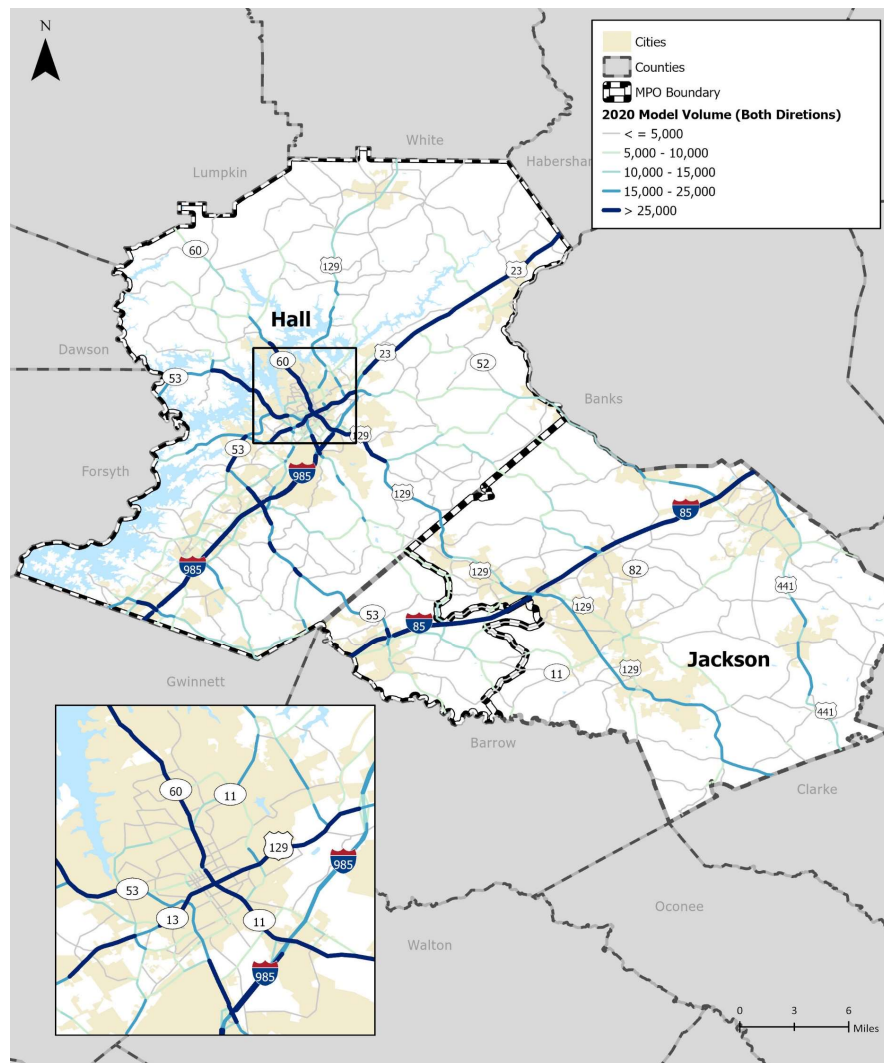 N
Cities
Counties
MPO Boundary
2020 Model Volume (Both Diretions)
< = 5,000
5,000 - 10,000
10,000 - 15,000
15,000 - 25,000
> 25,000
White
Habersham
Lumpkin
60
129
23
Hall
60
23
52
Dawson
53
Banks
129
53
Forsyth
985
129
85
985
129
82
441
53
85
129
Jackson
11
129
Gwinnett
441
Barrow
Clarke
60
11
129
985
53
13
11
985
Oconee
Walton
0 3 6
Miles